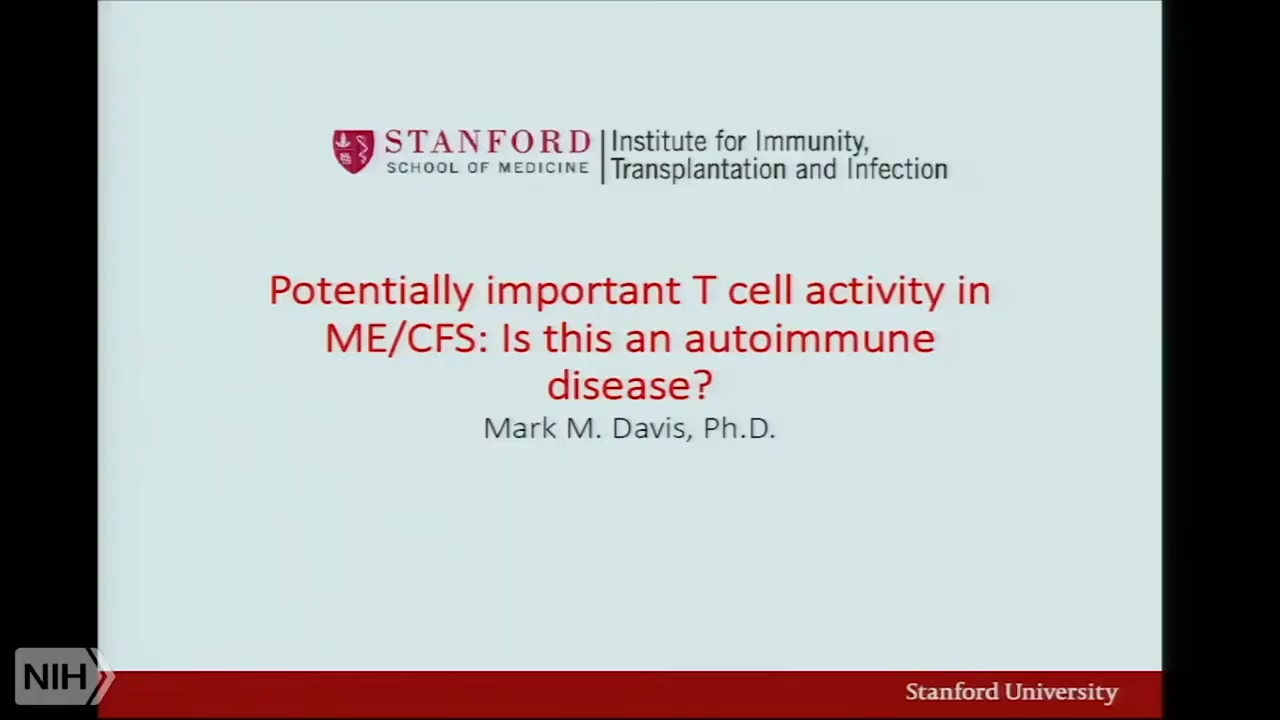 STANFORD
SCHOOL OF MEDICINE
Institute for Immunity,
Transplantation and Infection
Potentially important T cell activity in
ME/CFS: Is this an autoimmune
disease?
Mark M. Davis, Ph.D.
NIH
Stanford University